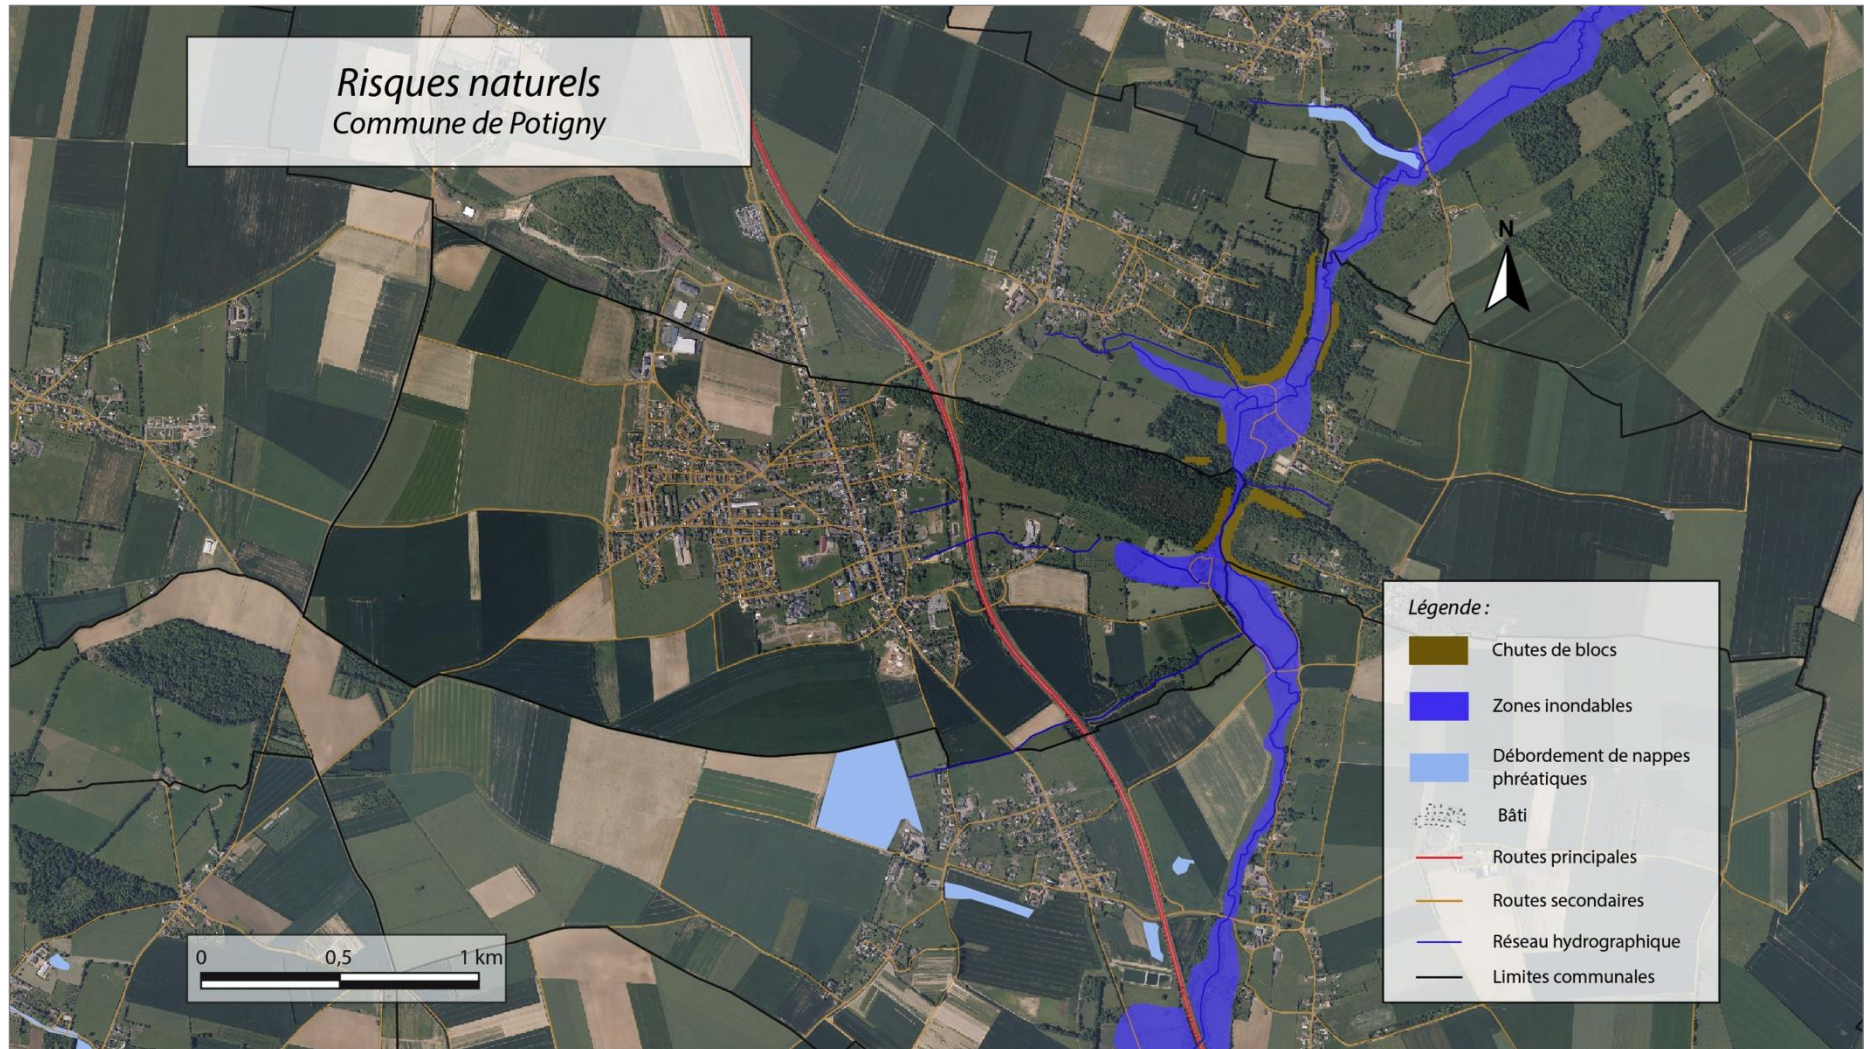 Risques naturels
Commune de Potigny
N
Légende :
Chutes de blocs
Zones inondables
Débordement de nappes
phréatiques
Bâti
Routes principales
Routes secondaires
Réseau hydrographique
Limites communales
0 0,5 1 km